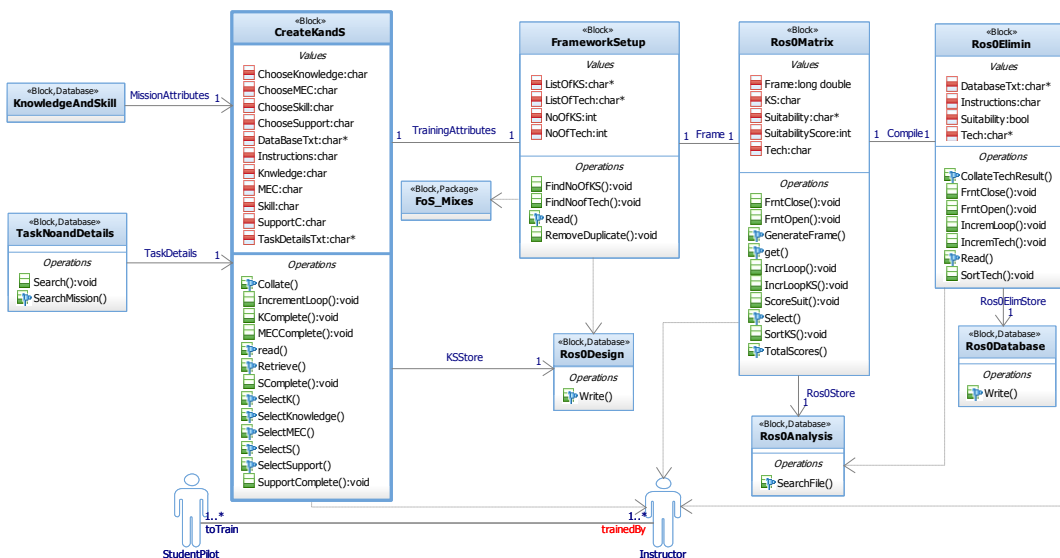 «Block,Database»
KnowledgeAndSkill
MissionAttributes
1
«Block,Database»
TaskNoandDetails
Operations
Search():void
SearchMission()
TaskDetails
1
«Block»
CreateKandS
Values
ChooseKnowledge:char
ChooseMEC:char
ChooseSkill:char
ChooseSupport:char
DataBaseTxt:char*
Instructions:char
Knwledge:char
MEC:char
Skill:char
SupportC:char
TaskDetailsTxt:char*
Operations
Collate()
IncrementLoop():void
KComplete():void
MECComplete():void
read()
Retrieve()
SComplete():void
SelectK()
SelectKnowledge()
SelectMEC()
SelectS()
SelectSupport()
SupportComplete():void
1 TrainingAttributes 1
KSStore
1
«Block»
FrameworkSetup
Values
ListOfKS:char*
ListOfTech:char*
NoOfKS:int
NoOfTech:int
Operations
FindNoOfKS():void
FindNoofTech():void
Read()
RemoveDuplicate():void
«Block,Package»
FoS_Mixes
«Block,Database»
Ros0Design
Operations
Write()
1 Frame 1
«Block»
Ros0Matrix
Values
Frame:long double
KS:char
Suitability:char*
SuitabilityScore:int
Tech:char
Operations
FrntClose():void
FrntOpen():void
GenerateFrame()
get()
IncrLoop():void
IncrLoopKS():void
ScoreSuit():void
Select()
SortKS():void
TotalScores()
Ros0Store
1
«Block,Database»
Ros0Analysis
Operations
SearchFile()
1 Compile 1
«Block»
Ros0Elimin
Values
DatabaseTxt:char*
Instructions:char
Suitability:bool
Tech:char*
Operations
CollateTechResult()
FrntClose():void
FrntOpen():void
IncremLoop():void
IncremTech():void
Read()
SortTech():void
Ros0ElimStore
1
«Block,Database»
Ros0Database
Operations
Write()
1..*
toTrain
StudentPilot
1..*
trainedBy
Instructor